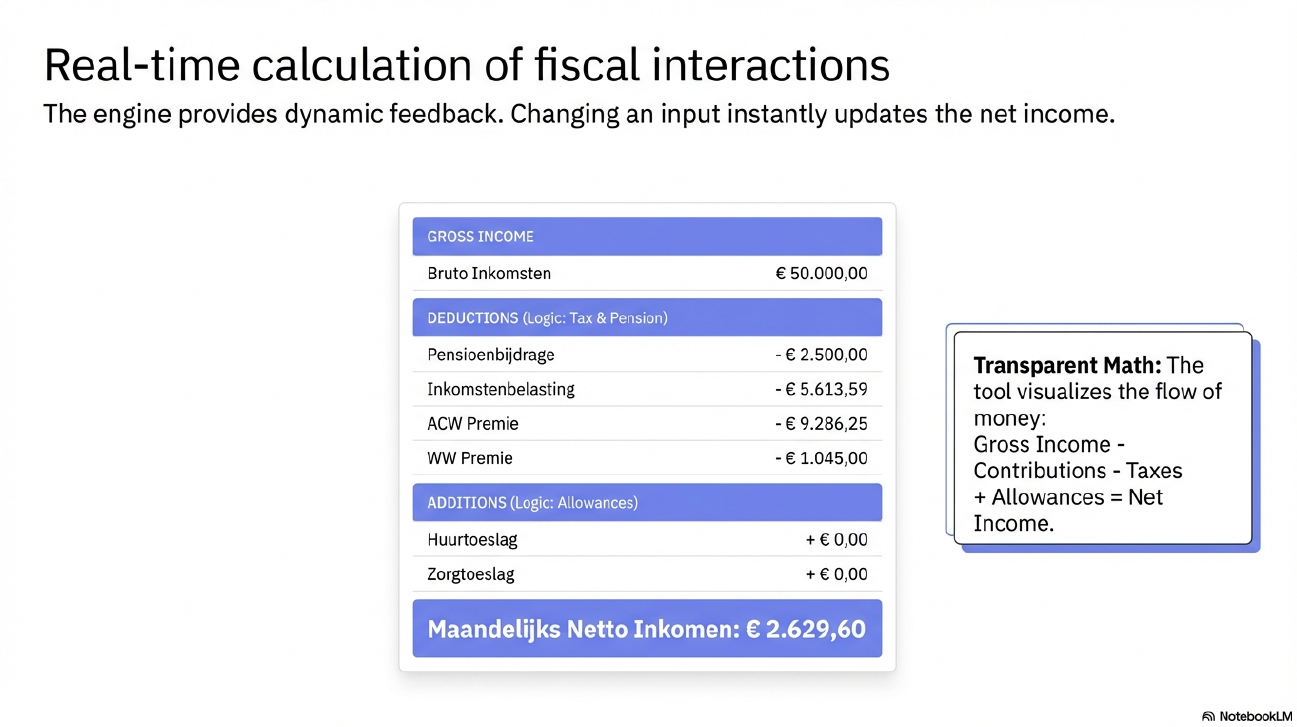 Real-time calculation of fiscal interactions
The engine provides dynamic feedback. Changing an input instantly updates the net income.
GROSS INCOME
Bruto Inkomsten € 50.000,00
DEDUCTIONS (Logic: Tax & Pension)
Pensioenbijdrage - € 2.500,00
Inkomstenbelasting - € 5.613,59
ACW Premie - € 9.286,25
WW Premie - € 1.045,00
ADDITIONS (Logic: Allowances)
Huurtoeslag + € 0,00
Zorgtoeslag + € 0,00
Maandelijks Netto Inkomen: € 2.629,60
Transparent Math: The
tool visualizes the flow of
money:
Gross Income -
Contributions - Taxes
+ Allowances = Net
Income.
NotebookLM